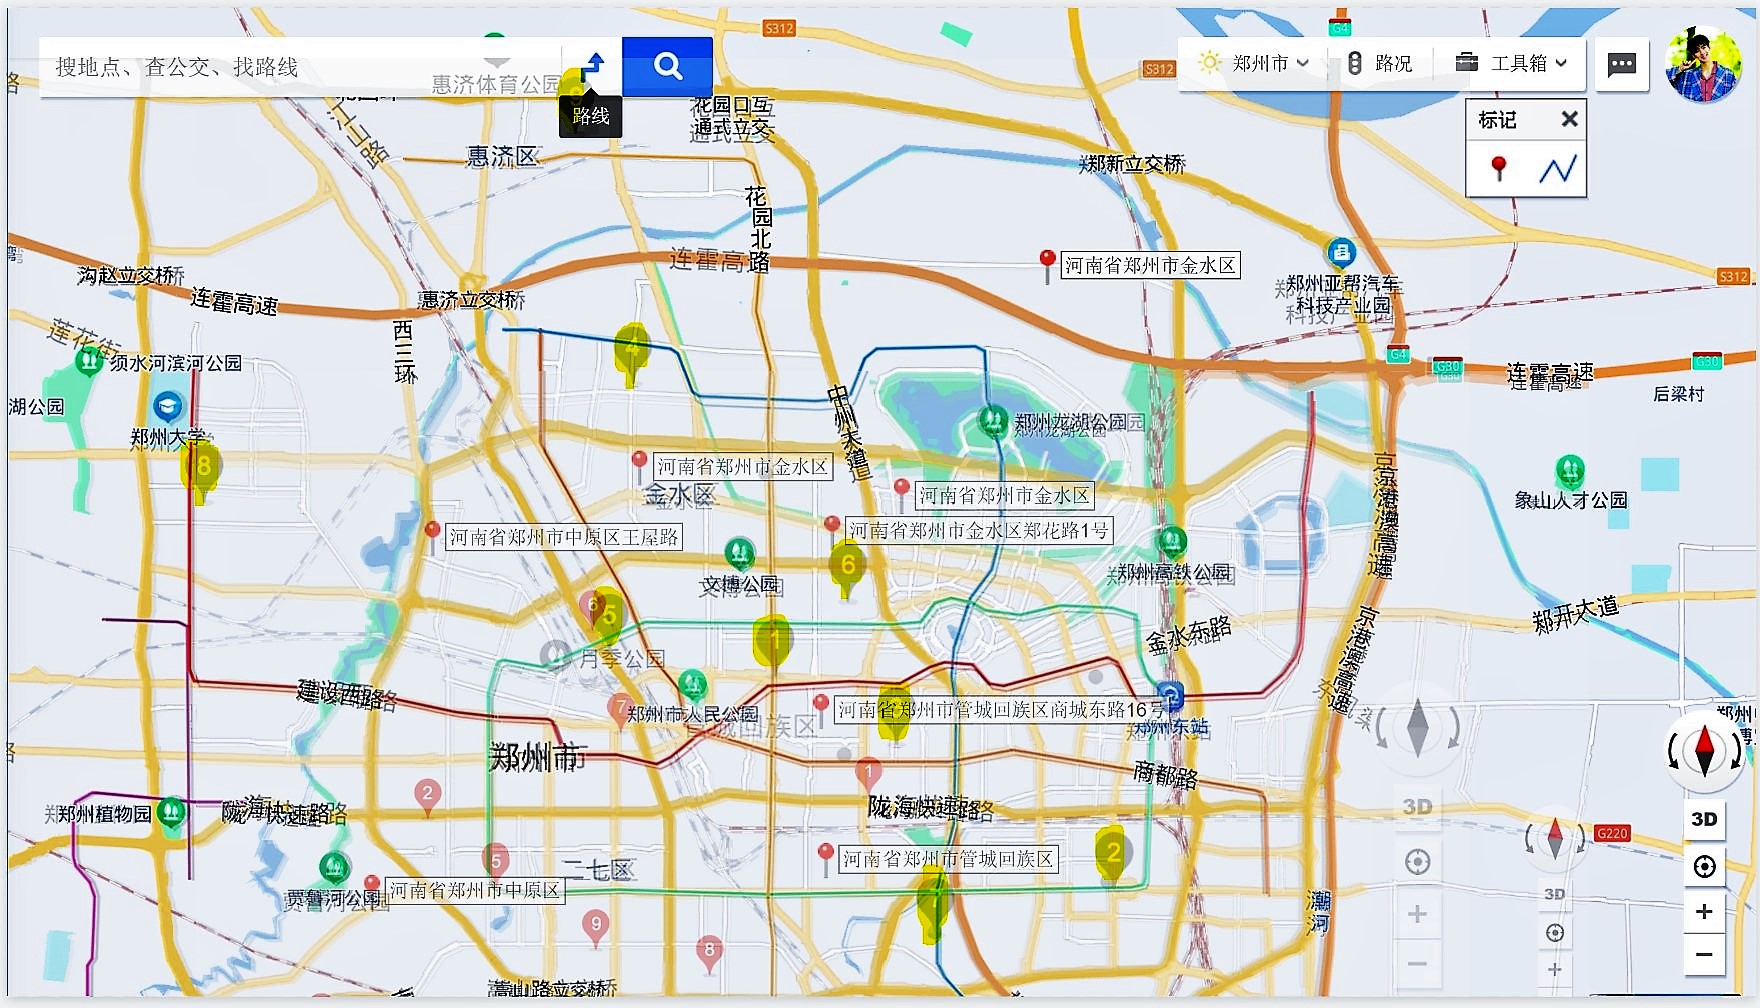 S312
搜地点、查公交、找路线
惠济体育公园
路线
S312
郑州市
路况
工具箱
G4
标记
花园口互
通式立交
江山路
惠济区
郑新立交桥
花园北路
连霍高
河南省郑州市金水区
沟赵立交桥
连霍高速
惠济立交桥
郑州亚帮汽车
科技产业园
S312
莲花街
须水河滨河公园
西三环
4
G4
G30
连霍高速
G30
后梁村
湖公园
郑州大学
中州大道
郑州龙湖公园
8
河南省郑州市金水区
金水区
河南省郑州市金水区
京港澳高速
象山人才公园
河南省郑州市中原区王屋路
河南省郑州市金水区郑花路1号
文博公园
6
郑州高铁公园
6
5
1
月季公园
金水东路
郑开大道
京港澳高速
建设西路
7
郑州市人民公园
河南省郑州市管城回族区商城东路16号
城回族区
郑州东站
郑州市
1
商都路
2
郑州植物园
陇海快速路
陇海快速路
3D
3D
G220
5
二七区
河南省郑州市管城回族区
2
贾鲁河公园
河南省郑州市中原区
7
3D
潮河
9
8
嵩山路立交桥